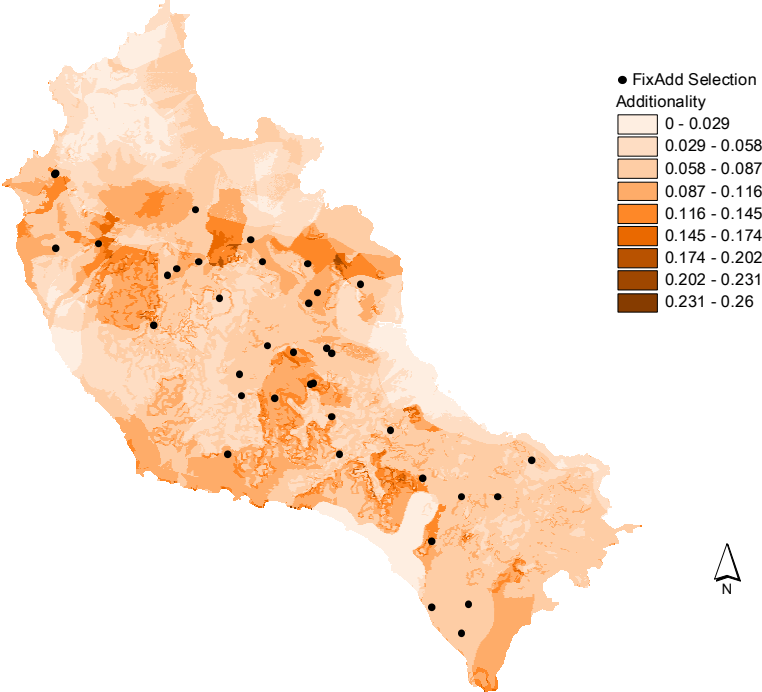 FixAdd Selection
Additionality
0 - 0.029
0.029 - 0.058
0.058 - 0.087
0.087 - 0.116
0.116 - 0.145
0.145 - 0.174
0.174 - 0.202
0.202 - 0.231
0.231 - 0.26
N